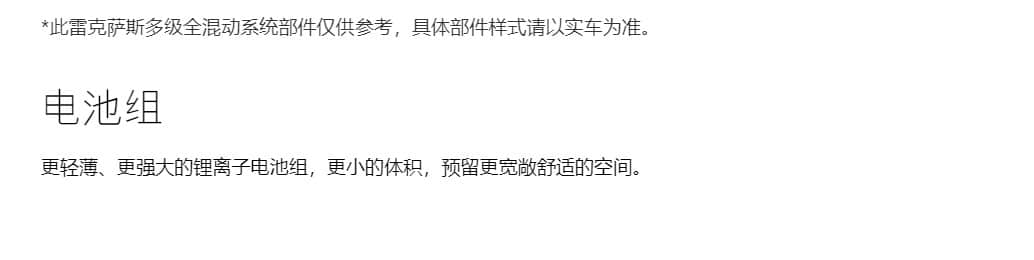 *此雷克萨斯多级全混动系统部件仅供参考，具体部件样式请以实车为准。
电池组
更轻薄、更强大的锂离子电池组，更小的体积，预留更宽敞舒适的空间。